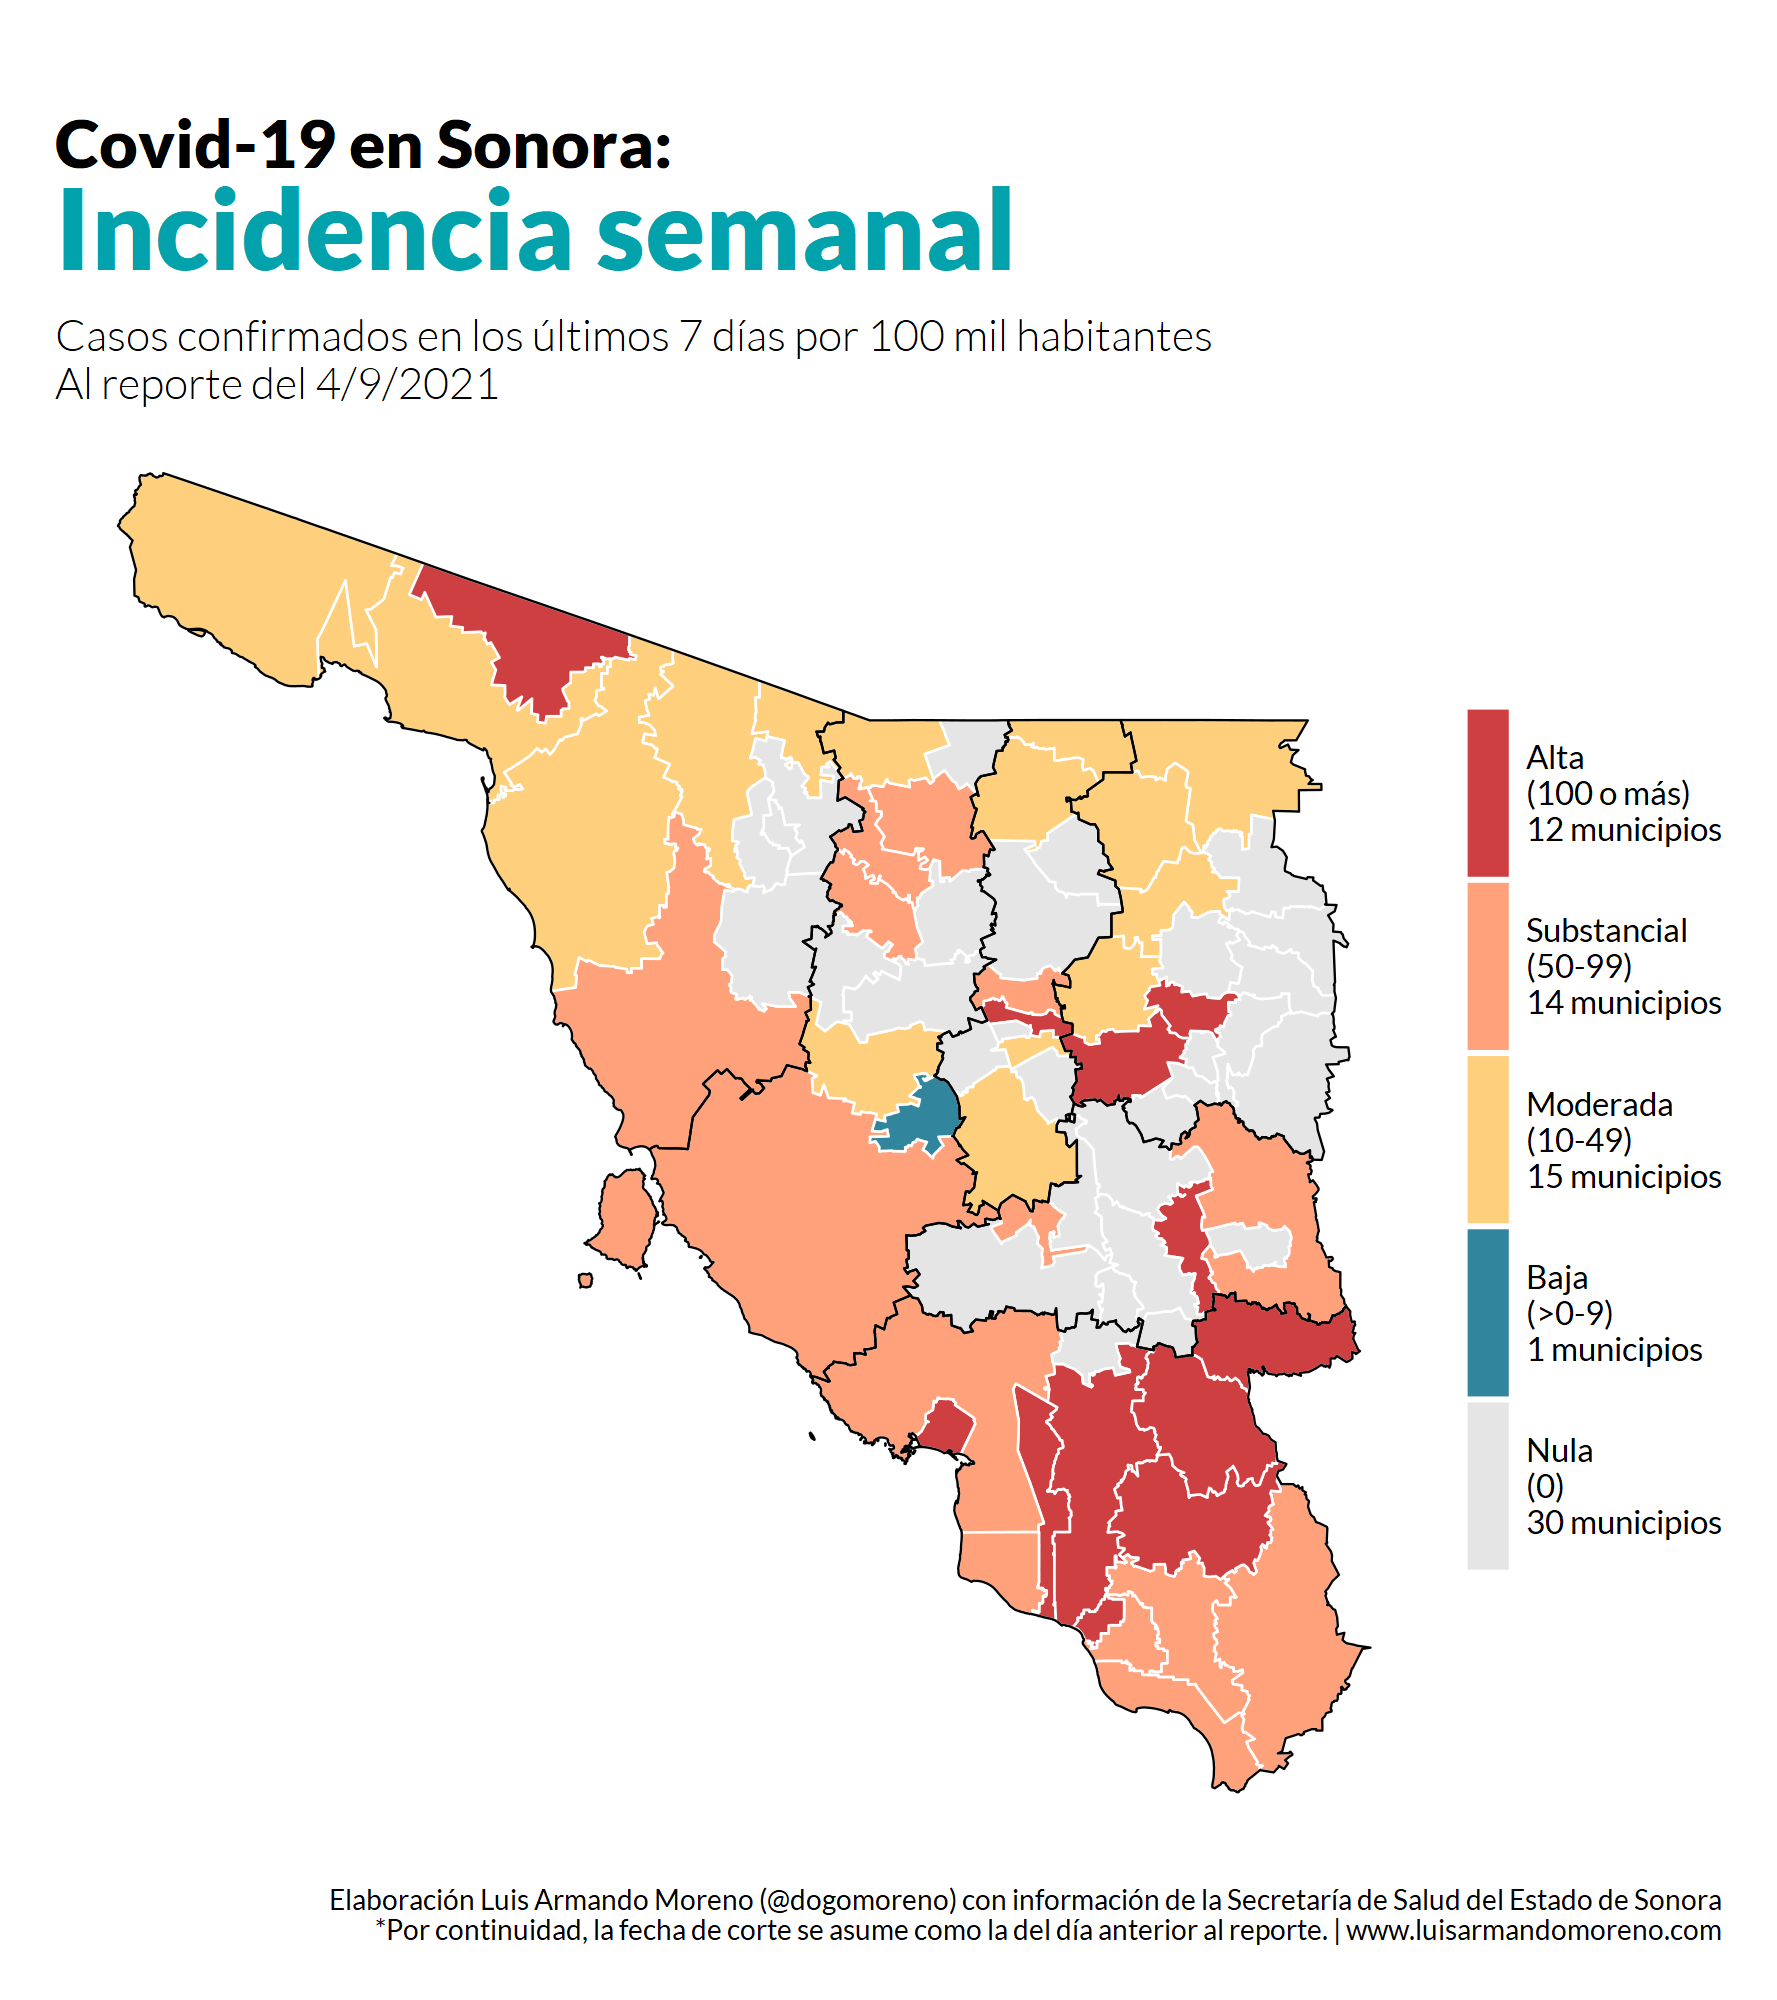 Covid-19 en Sonora:
Incidencia semanal
Casos confirmados en los últimos 7 días por 100 mil habitantes
Al reporte del 4/9/2021
Alta
(100 o más)
12 municipios
Substancial
(50-99)
14 municipios
Moderada
(10-49)
15 municipios
Baja
(>0-9)
1 municipios
Nula
(0)
30 municipios
Elaboración Luis Armando Moreno (@dogomoreno) con información de la Secretaría de Salud del Estado de Sonora
*Por continuidad, la fecha de corte se asume como la del día anterior al reporte. | www.luisarmandomoreno.com